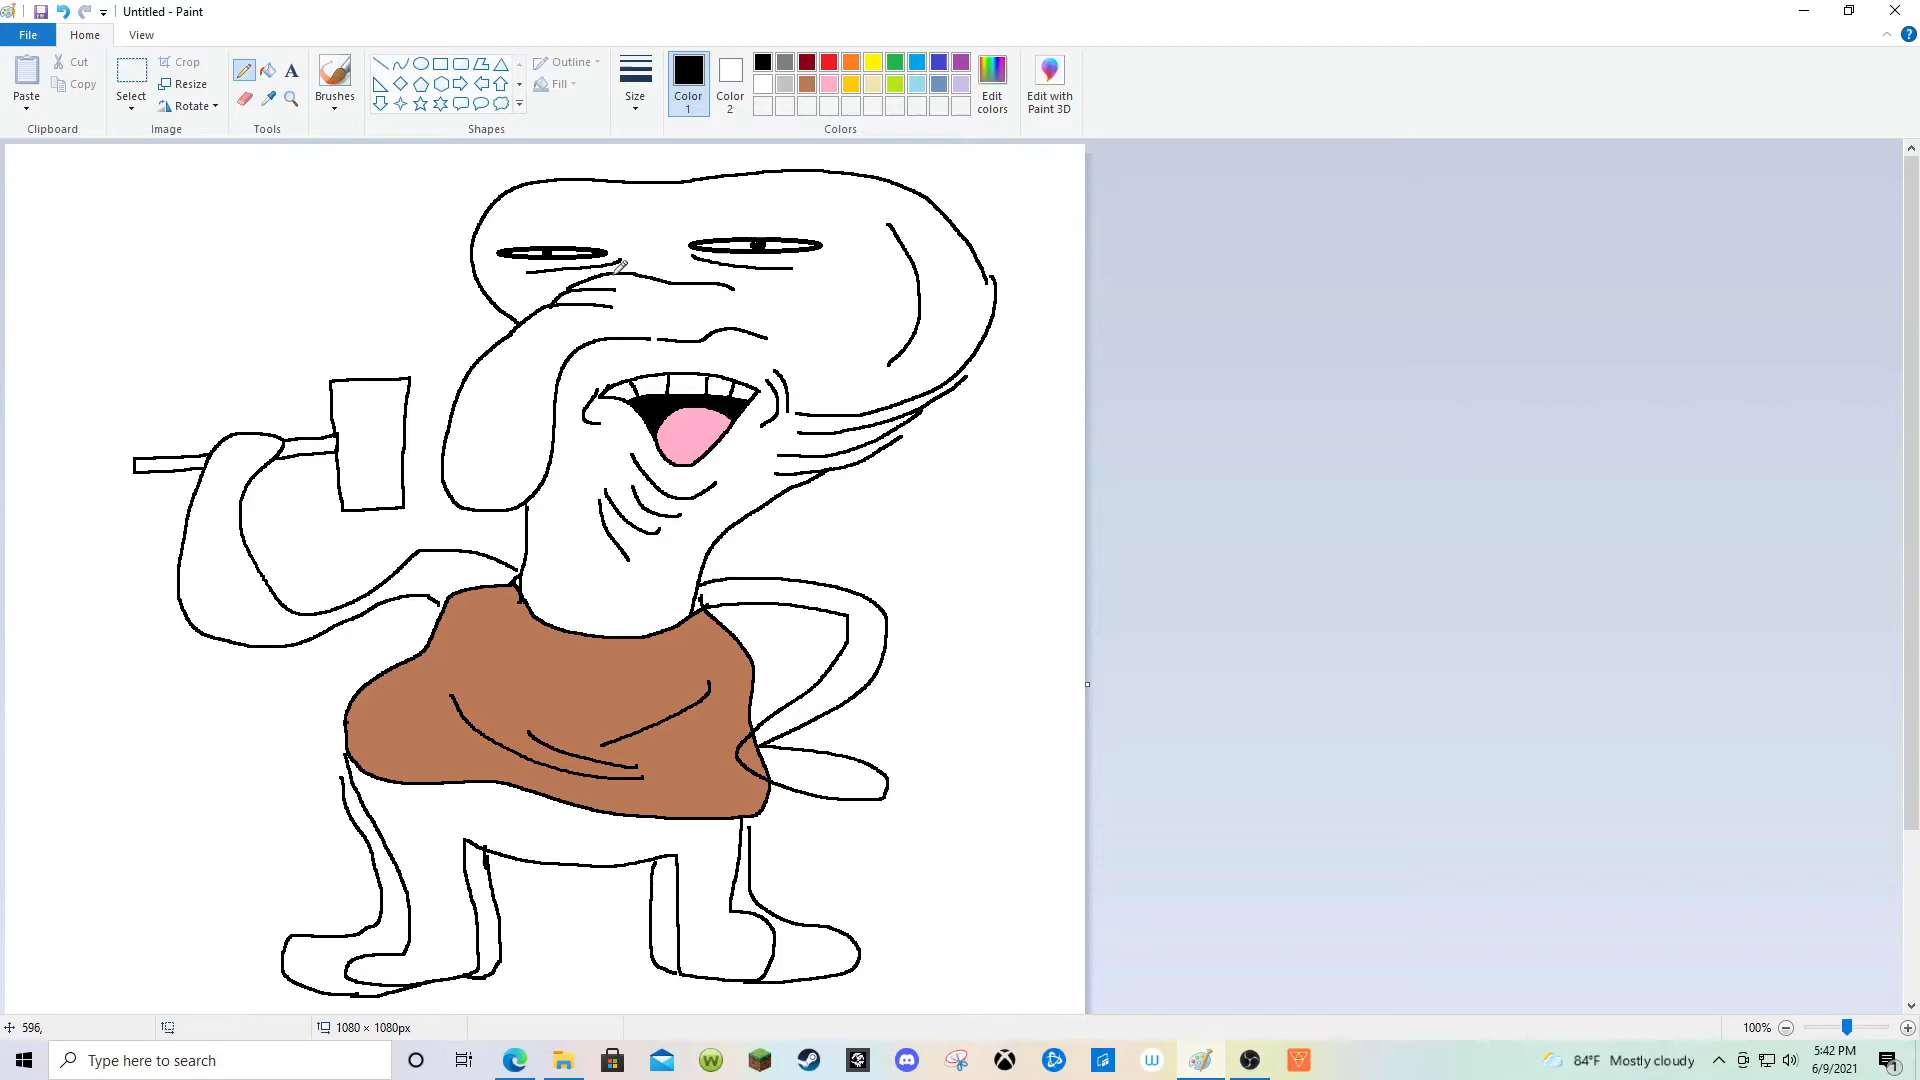 Untitled - Paint
File Home View
Paste
Cut
Copy
Clipboard
Select
Crop
Resize
Rotate
Image
A
Tools
Brushes
Outline
Fill
Shapes
Size
Color 1
Color 2
Edit colors
Colors
Edit with Paint 3D
596,
1080 × 1080px
100%
Type here to search
84°F Mostly cloudy
5:42 PM
6/9/2021
1